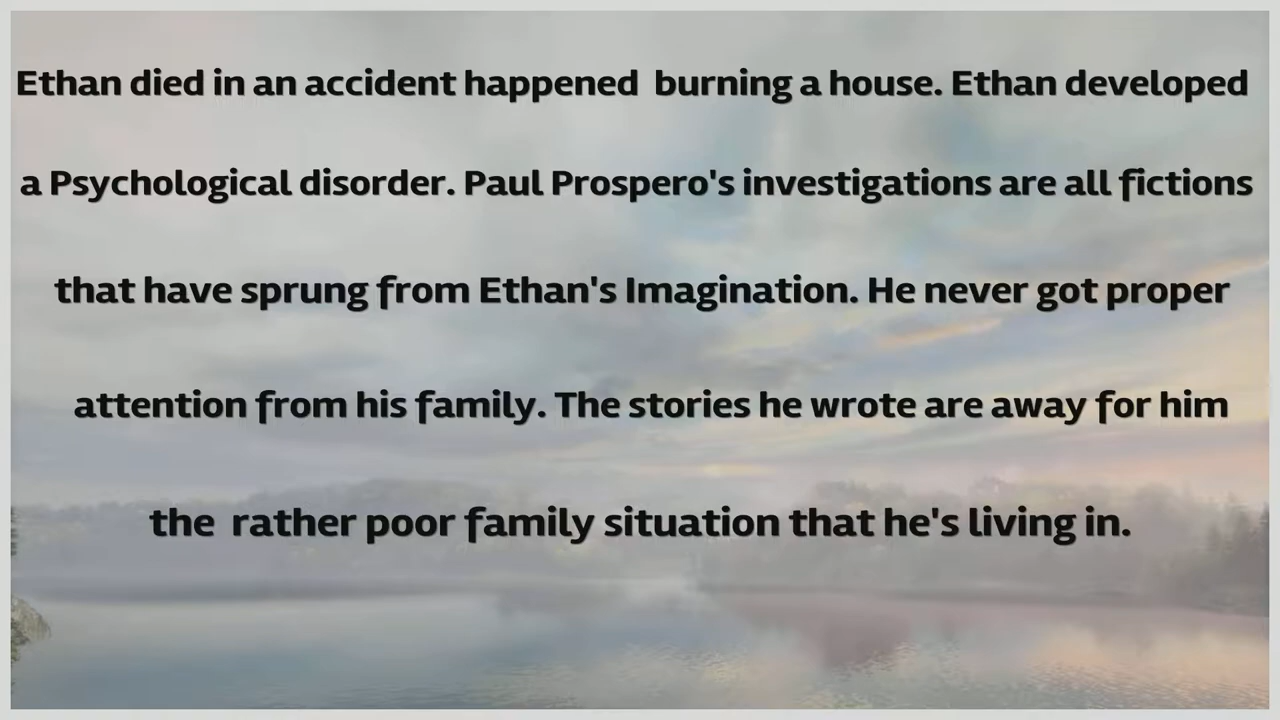 Ethan died in an accident happened burning a house. Ethan developed
a Psychological disorder. Paul Prospero's investigations are all fictions
that have sprung from Ethan's Imagination. He never got proper
attention from his family. The stories he wrote are away for him
the rather poor family situation that he's living in.